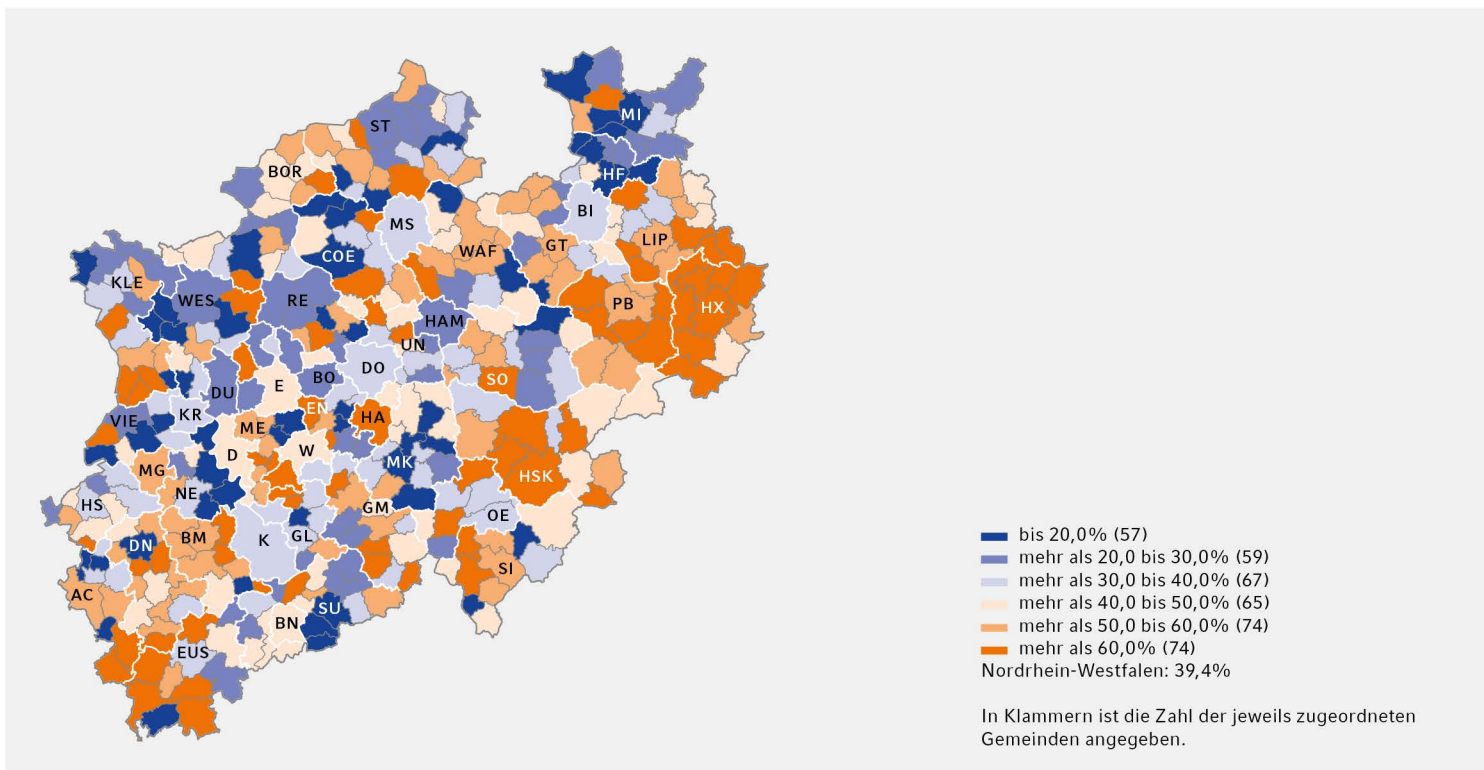 ST
MI
BOR
HF
MS
BI
COE
WAF
GT
LIP
KLE
WES
RE
PB
HX
HAM
UN
DO
E
BO
DU
SO
KR
EN
HA
VIE
ME
D
W
MK
MG
HSK
NE
HS
GM
OE
BM
K
GL
DN
SI
AC
SU
BN
EUS
bis 20,0% (57)
mehr als 20,0 bis 30,0% (59)
mehr als 30,0 bis 40,0% (67)
mehr als 40,0 bis 50,0% (65)
mehr als 50,0 bis 60,0% (74)
mehr als 60,0% (74)
Nordrhein-Westfalen: 39,4%
In Klammern ist die Zahl der jeweils zugeordneten
Gemeinden angegeben.